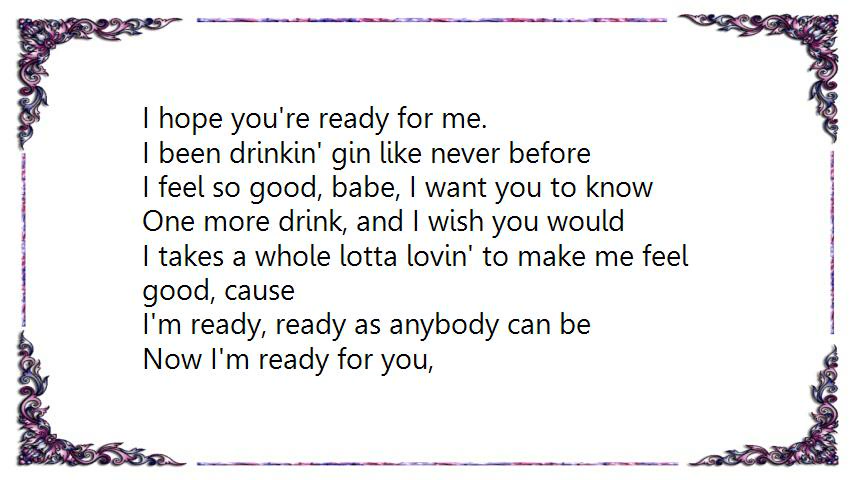 I hope you're ready for me.
I been drinkin' gin like never before
I feel so good, babe, I want you to know
One more drink, and I wish you would
I takes a whole lotta lovin' to make me feel
good, cause
I'm ready, ready as anybody can be
Now I'm ready for you,